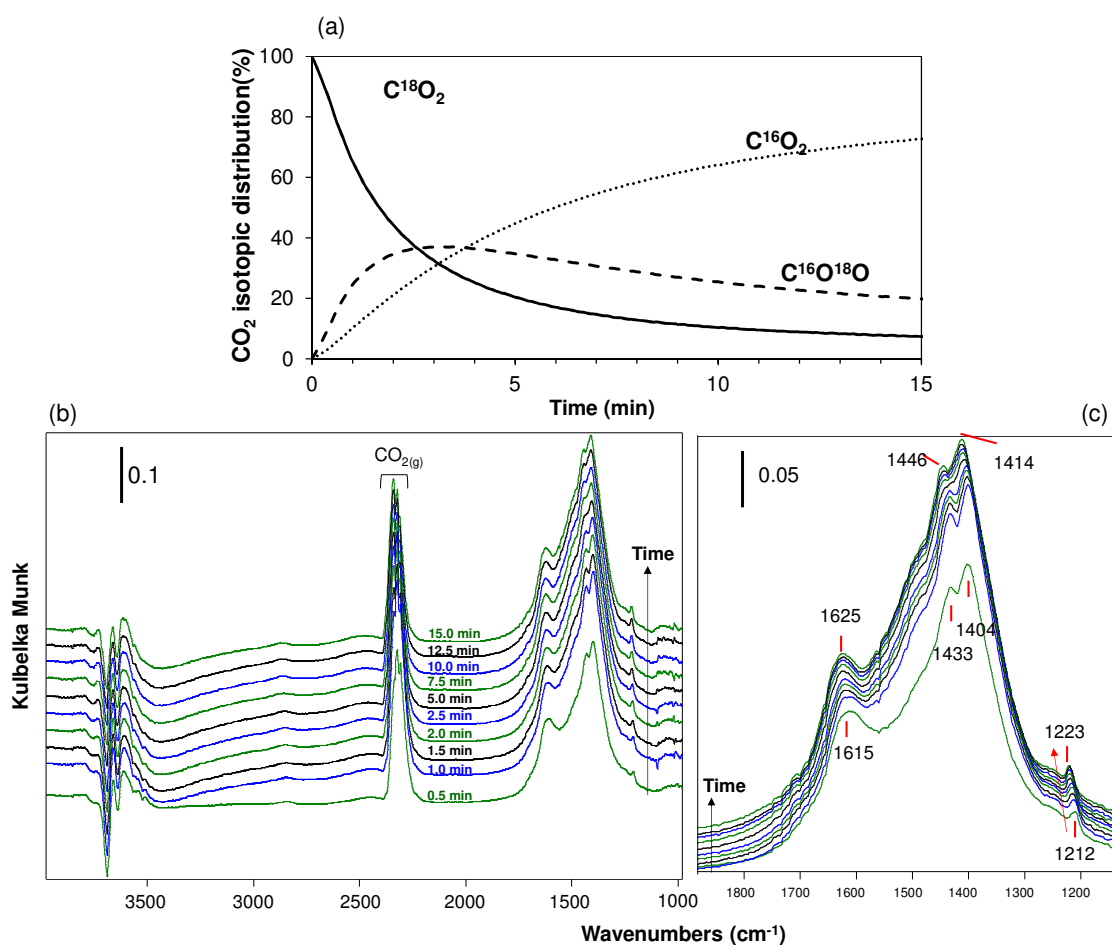 (a)
CO₂ isotopic distribution(%)
100
80
60
40
20
0
C¹⁸O₂
C¹⁶O₂
C¹⁶O¹⁸O
0
5
10
15
Time (min)
(b)
Kulbelka Munk
0.1
CO₂₍g₎
Time
15.0 min
12.5 min
10.0 min
7.5 min
5.0 min
2.5 min
2.0 min
1.5 min
1.0 min
0.5 min
3500
3000
2500
2000
1500
1000
(c)
0.05
1446
1414
1625
1404
1433
1615
1223
1212
Time
1800
1700
1600
1500
1400
1300
1200
Wavenumbers (cm⁻¹)